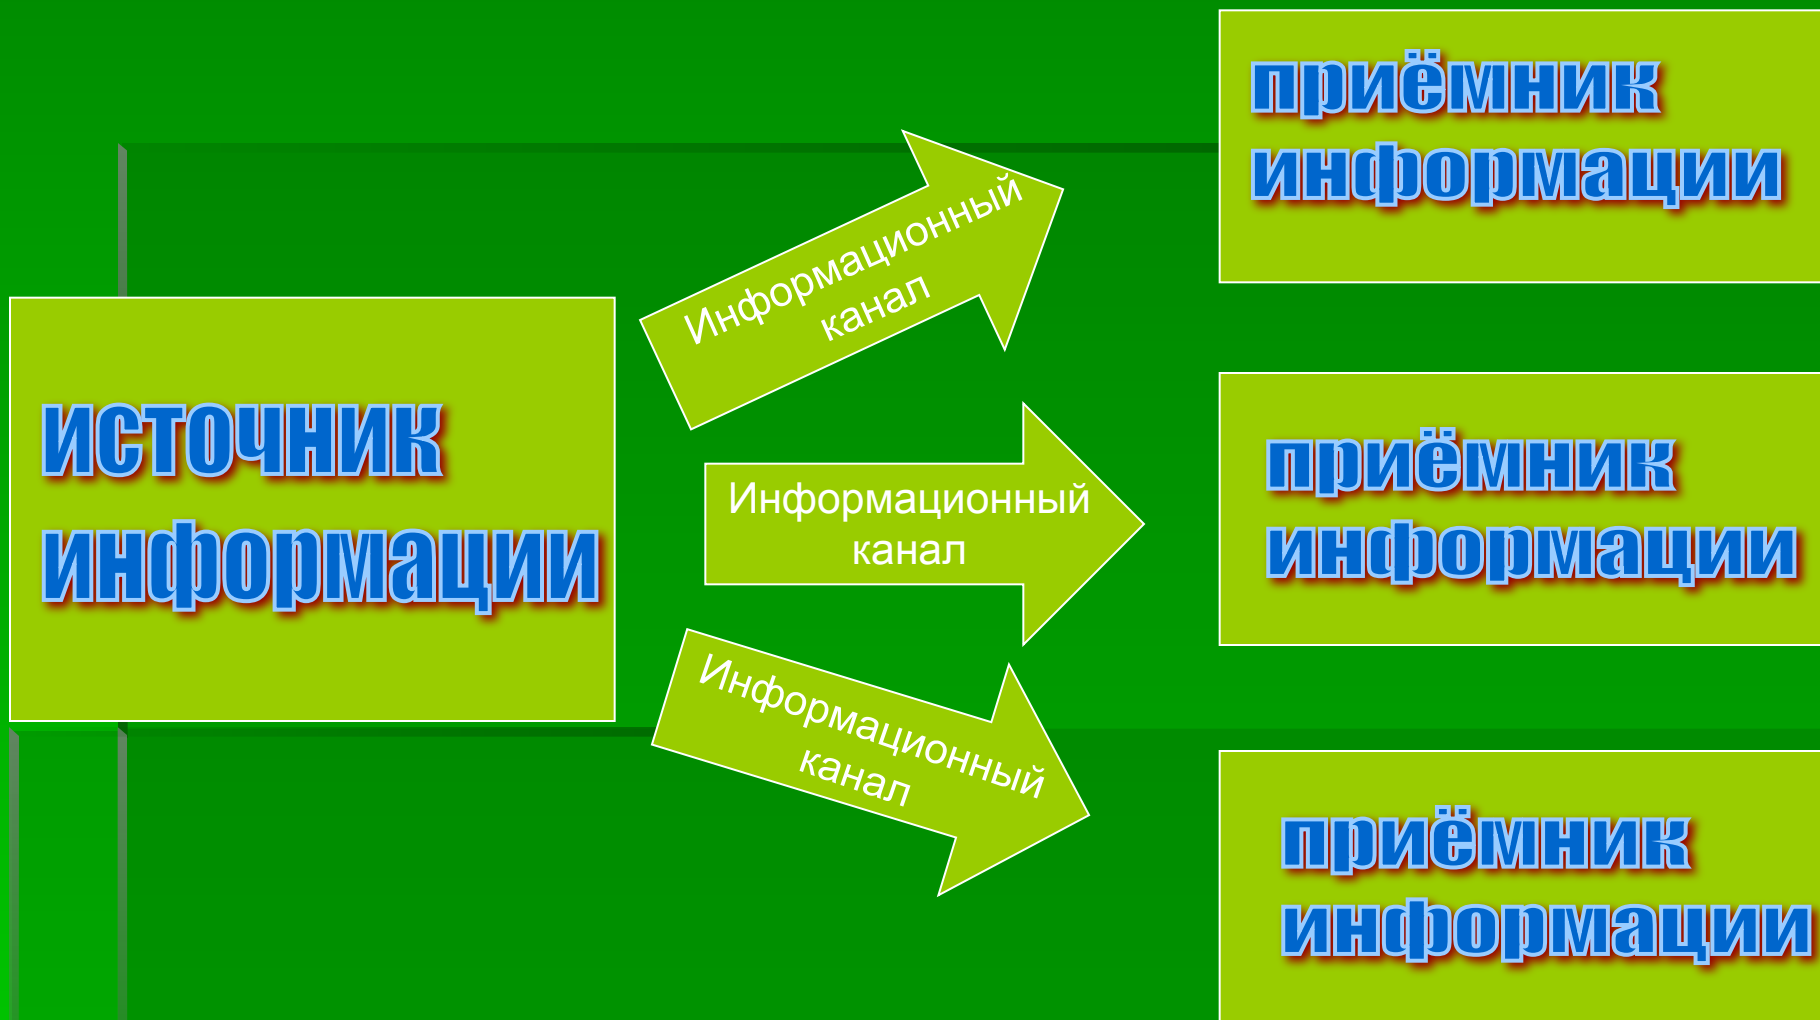 источник
информации
Информационный
канал
Информационный
канал
Информационный
канал
приёмник
информации
приёмник
информации
приёмник
информации